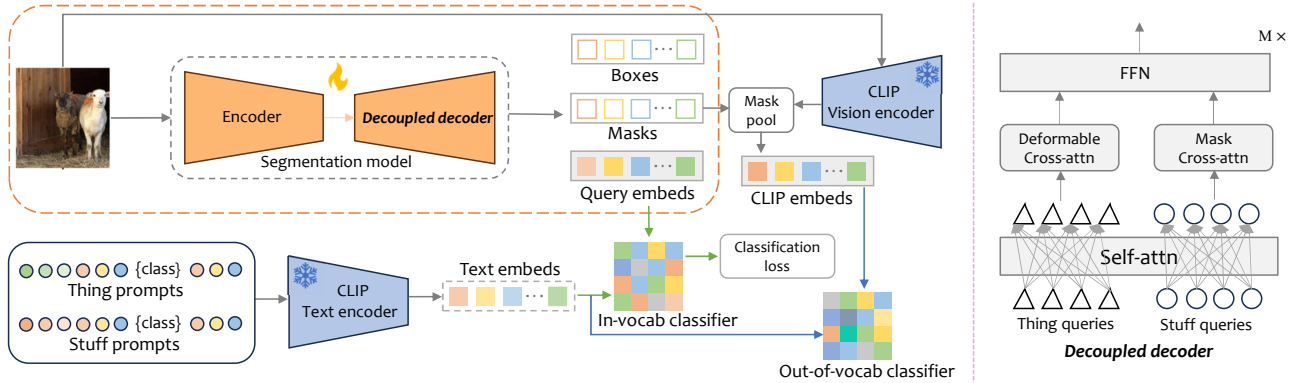 Encoder
Decoupled decoder
Segmentation model
Boxes
Masks
Query embeds
Mask
pool
CLIP
Vision encoder
CLIP embeds
{class}
Thing prompts
{class}
Stuff prompts
CLIP
Text encoder
Text embeds
In-vocab classifier
Classification
loss
Out-of-vocab classifier
M ×
FFN
Deformable
Cross-attn
Mask
Cross-attn
Self-attn
Thing queries
Stuff queries
Decoupled decoder